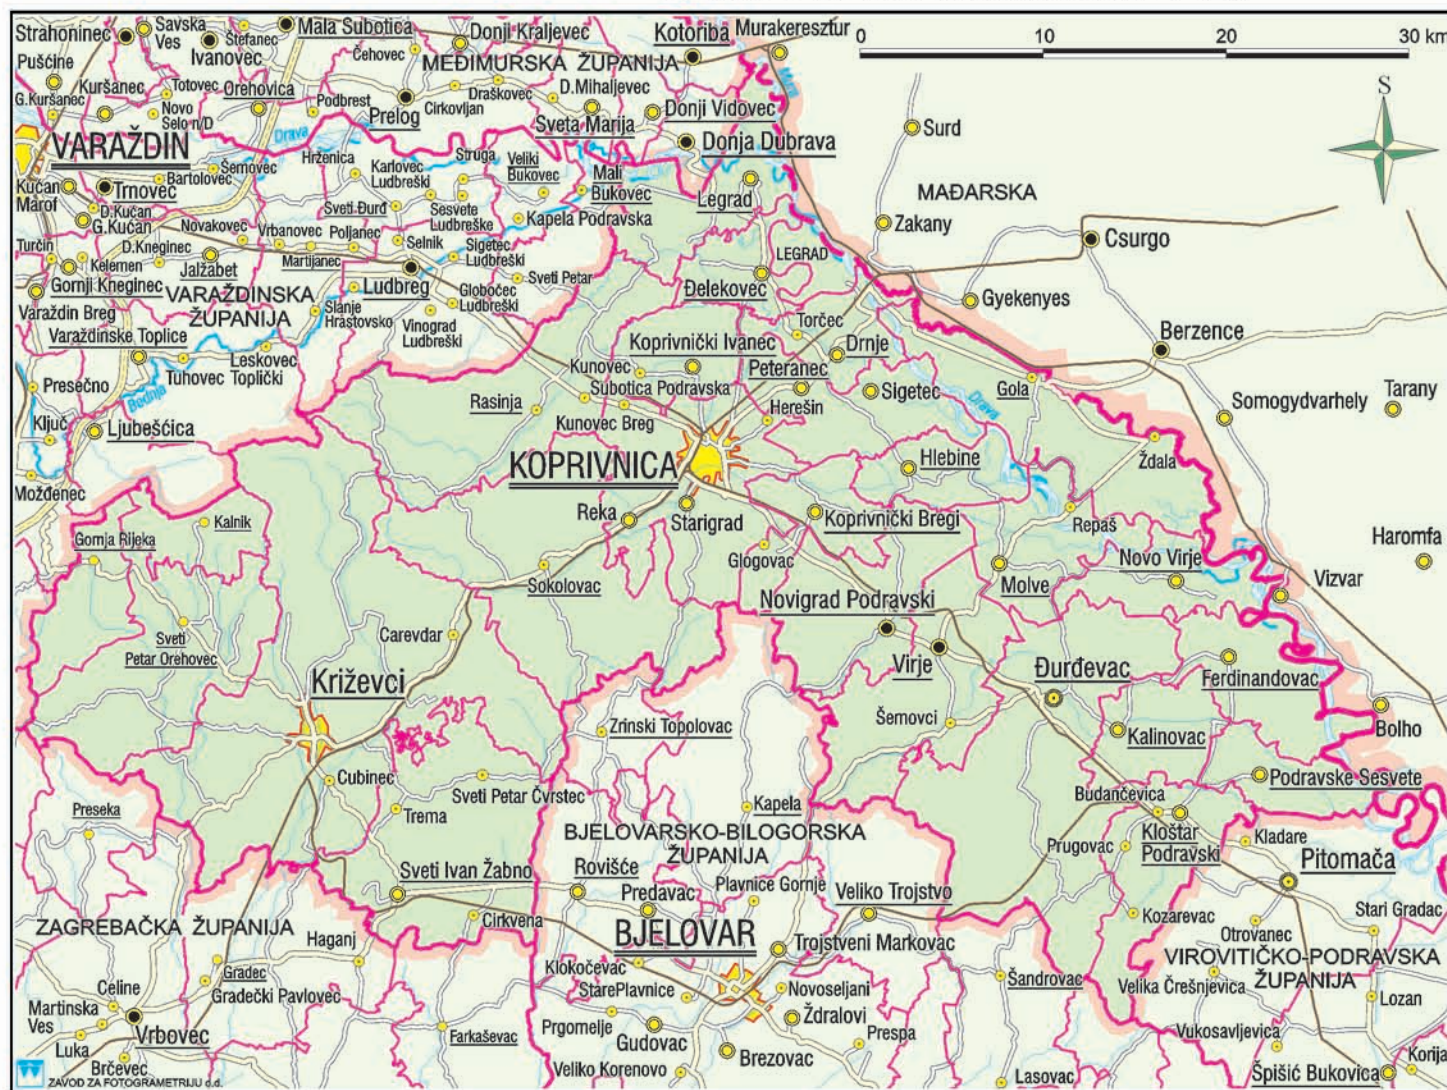 Strahoninec
Savska
Ves
Štefanec
Mala Subotica
Donji Kraljevec
Kotoriba
Murakeresztur
0
10
20
30 km
Pušćine
Ivanovec
Čehovec
MEĐIMURSKA ŽUPANIJA
Mura
S
G.Kuršanec
Kuršanec
Totovec
Orehovica
Podbrest
Prelog
Cirkovljan
Draškovec
D.Mihaljevec
Sveta Marija
Donji Vidovec
Novo
Selo n/D
Surd
VARAŽDIN
Drava
Donja Dubrava
Šemovec
Hrženica
Karlovec
Ludbreški
Struga
Veliki
Bukovec
Mali
Bukovec
Legrad
MAĐARSKA
Kućan
Marof
Trnovec
Bartolovec
D.Kućan
G.Kućan
Sveti Đurđ
Sesvete
Ludbreške
Kapela Podravska
Zakany
Turčin
Kelemen
D.Kneginec
Novakovec
Vrbanovec
Poljanec
Selnik
Sigetec
Ludbreški
LEGRAD
Csurgo
Jalžabet
Martijanec
Gornji Kneginec
Ludbreg
Sveti Petar
Đelekovec
Gyekenyes
VARAŽDINSKA
ŽUPANIJA
Varaždin Breg
Slanje
Hrastovsko
Globočec
Ludbreški
Vinograd
Ludbreški
Torčec
Varaždinske Toplice
Koprivnički Ivanec
Drnje
Berzence
Leskovec
Toplički
Tuhovec
Kunovec
Peteranec
Presečno
Subotica Podravska
Sigetec
Gola
Tarany
Bednja
Rasinja
Herešin
Drava
Somogydvarhely
Ključ
Ljubešćica
Kunovec Breg
KOPRIVNICA
Hlebine
Ždala
Možđenec
Kalnik
Reka
Starigrad
Koprivnički Bregi
Repaš
Gornja Rijeka
Glogovac
Haromfa
Sokolovac
Molve
Novo Virje
Vizvar
Novigrad Podravski
Sveti
Petar Orehovec
Carevdar
Virje
Đurđevac
Ferdinandovac
Križevci
Šemovci
Zrinski Topolovac
Kalinovac
Bolho
Cubinec
Podravske Sesvete
Sveti Petar Čvrstec
Kapela
Budančevica
Preseka
Trema
BJELOVARSKO-BILOGORSKA
ŽUPANIJA
Kloštar
Podravski
Kladare
Prugovac
Sveti Ivan Žabno
Rovišće
Predavac
Plavnice Gornje
Veliko Trojstvo
Pitomača
ZAGREBAČKA ŽUPANIJA
Cirkvena
Kozarevac
Stari Gradac
Otrovanec
Haganj
BJELOVAR
Trojstveni Markovac
VIROVITIČKO-PODRAVSKA
ŽUPANIJA
Gradec
Klokočevac
Šandrovac
Celine
Gradečki Pavlovec
StarePlavnice
Novoseljani
Velika Črešnjevica
Lozan
Martinska
Ves
Vrbovec
Farkaševac
Prgomelje
Ždralovi
Prespa
Vukosavljevica
Luka
Gudovac
Brezovac
Brčevec
Veliko Korenovo
Lasovac
Špišić Bukovica
Korija
ZAVOD ZA FOTOGRAMETRIJU d.d.